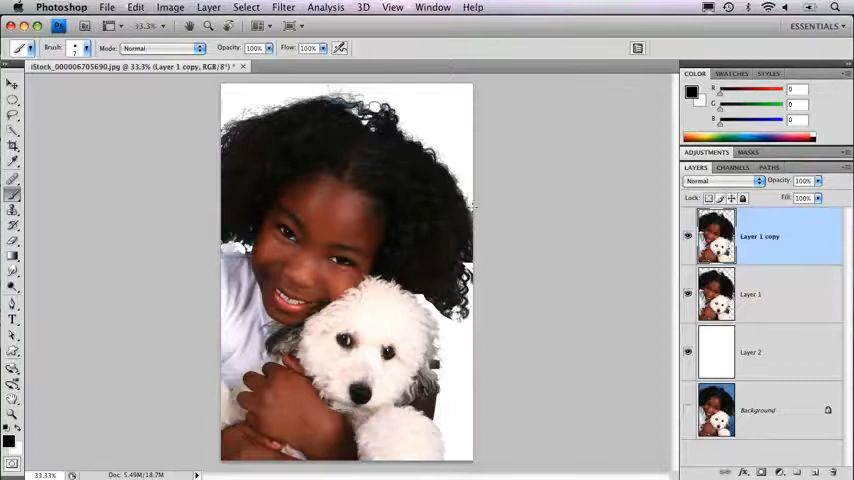 Photoshop File Edit Image Layer Select Filter Analysis 3D View Window Help
33.3% ESSENTIALS
Brush: 7 Mode: Normal Opacity: 100% Flow: 100%
iStock_000006705690.jpg @ 33.3% (Layer 1 copy, RGB/8*) *
COLOR SWATCHES STYLES
R 0
G 0
B 0
ADJUSTMENTS MASKS
LAYERS CHANNELS PATHS
Normal Opacity: 100%
Lock: Fill: 100%
Layer 1 copy
Layer 1
Layer 2
Background
33.33% Doc: 5.49M/18.7M